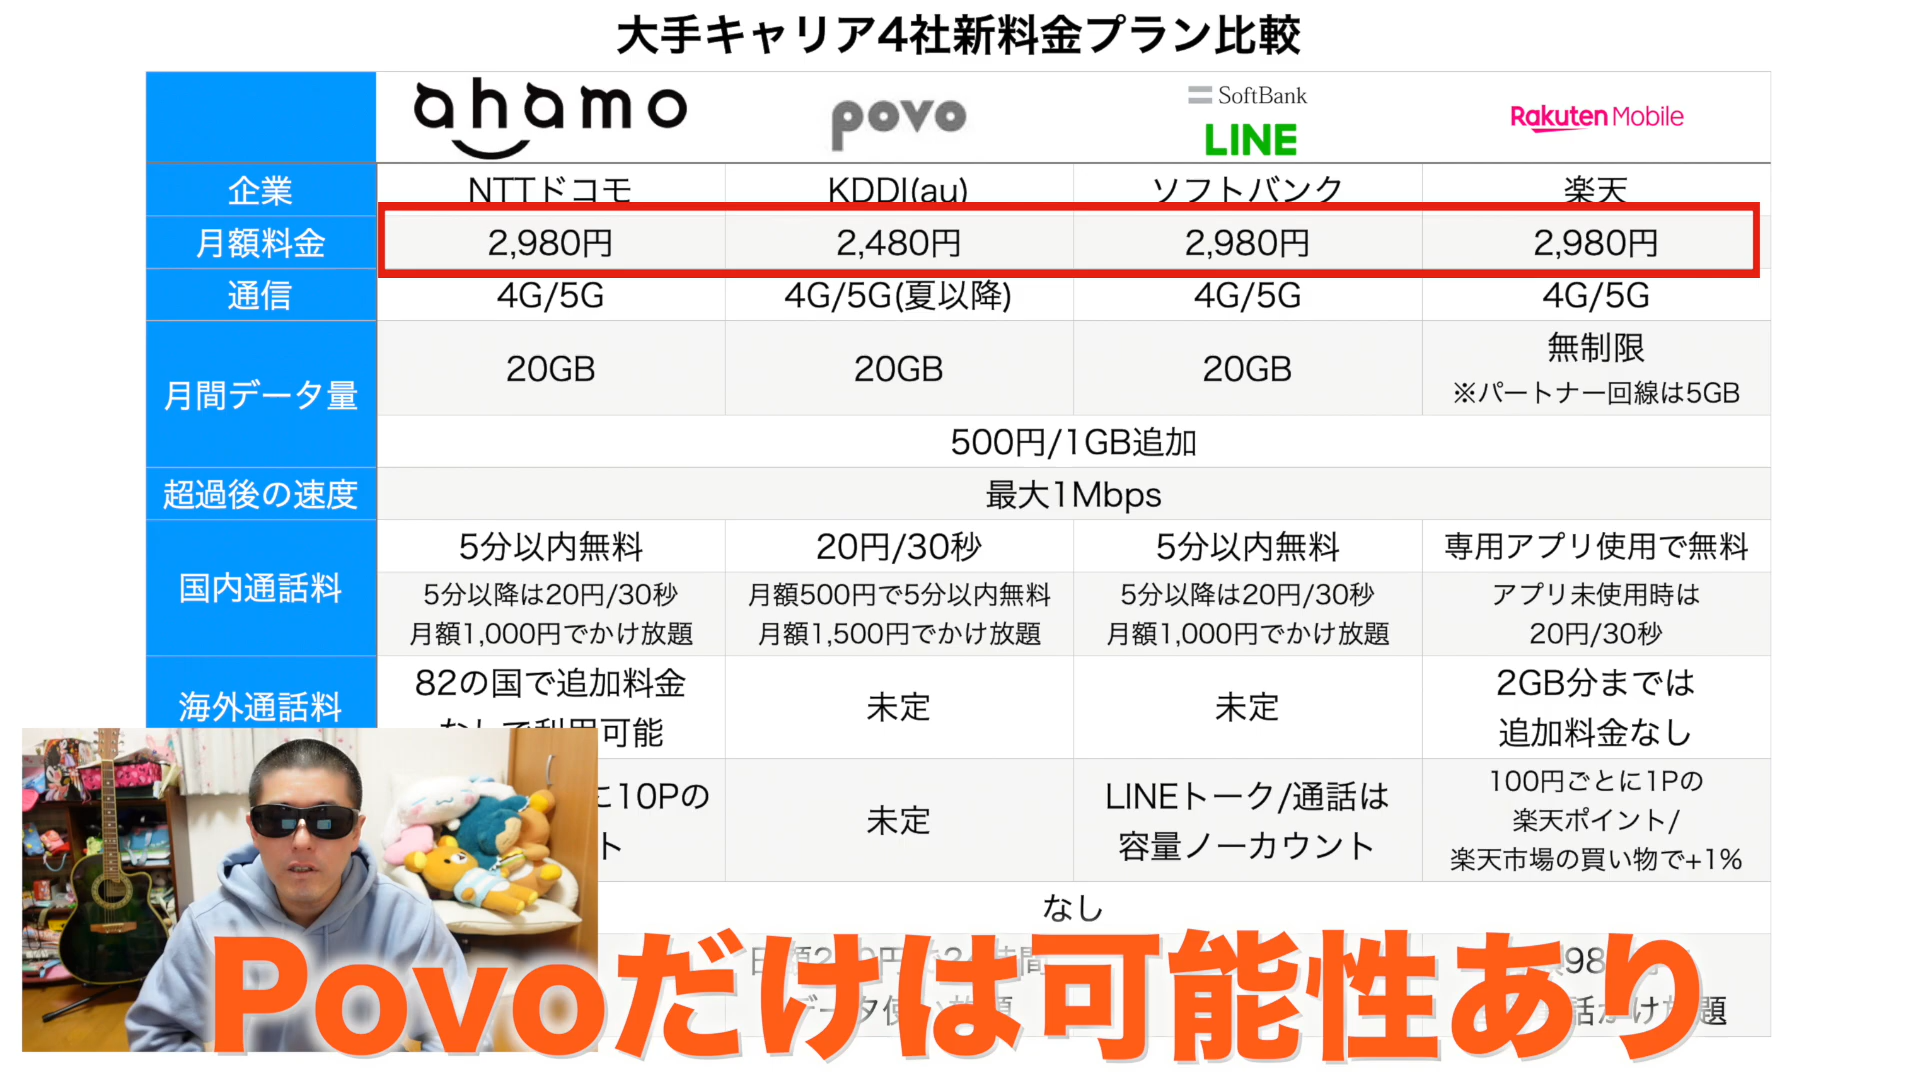 大手キャリア4社新料金プラン比較
ahamo
povo
SoftBank
LINE
Rakuten Mobile
企業
NTTドコモ
KDDI(au)
ソフトバンク
楽天
月額料金
2,980円
2,480円
2,980円
2,980円
通信
4G/5G
4G/5G(夏以降)
4G/5G
4G/5G
月間データ量
20GB
20GB
20GB
無制限
※パートナー回線は5GB
500円/1GB追加
超過後の速度
最大1Mbps
国内通話料
5分以内無料
20円/30秒
5分以内無料
専用アプリ使用で無料
5分以降は20円/30秒
月額1,000円でかけ放題
月額500円で5分以内無料
月額1,500円でかけ放題
5分以降は20円/30秒
月額1,000円でかけ放題
アプリ未使用時は
20円/30秒
海外通話料
82の国で追加料金
なしで利用可能
未定
未定
2GB分までは
追加料金なし
に10Pの
ト
未定
LINEトーク/通話は
容量ノーカウント
100円ごとに1Pの
楽天ポイント/
楽天市場の買い物で+1%
なし
Povoだけは可能性あり